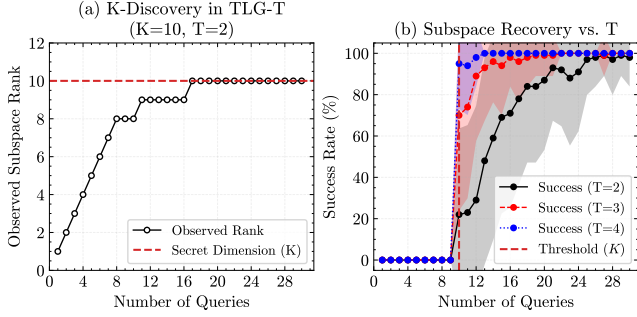 (a) K-Discovery in TLG-T
(K=10, T=2)
Observed Subspace Rank
12
10
8
6
4
2
0
0 4 8 12 16 20 24 28
Number of Queries
Observed Rank
Secret Dimension (K)
(b) Subspace Recovery vs. T
Success Rate (%)
100
80
60
40
20
0
0 4 8 12 16 20 24 28
Number of Queries
Success (T=2)
Success (T=3)
Success (T=4)
Threshold (K)